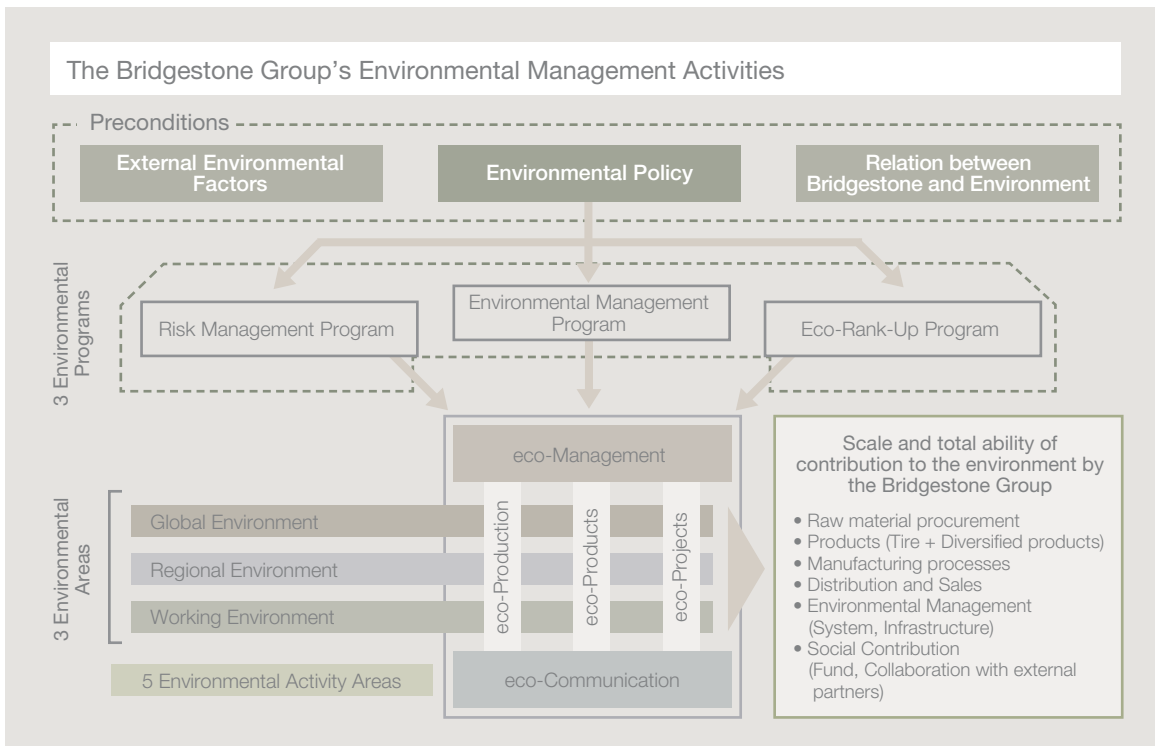 The Bridgestone Group's Environmental Management Activities
Preconditions
External Environmental
Factors
Environmental Policy
Relation between
Bridgestone and Environment
3 Environmental
Programs
Risk Management Program
Environmental Management
Program
Eco-Rank-Up Program
3 Environmental
Areas
Global Environment
Regional Environment
Working Environment
5 Environmental Activity Areas
eco-Management
eco-Production
eco-Products
eco-Projects
eco-Communication
Scale and total ability of
contribution to the environment by
the Bridgestone Group
• Raw material procurement
• Products (Tire + Diversified products)
• Manufacturing processes
• Distribution and Sales
• Environmental Management
(System, Infrastructure)
• Social Contribution
(Fund, Collaboration with external
partners)